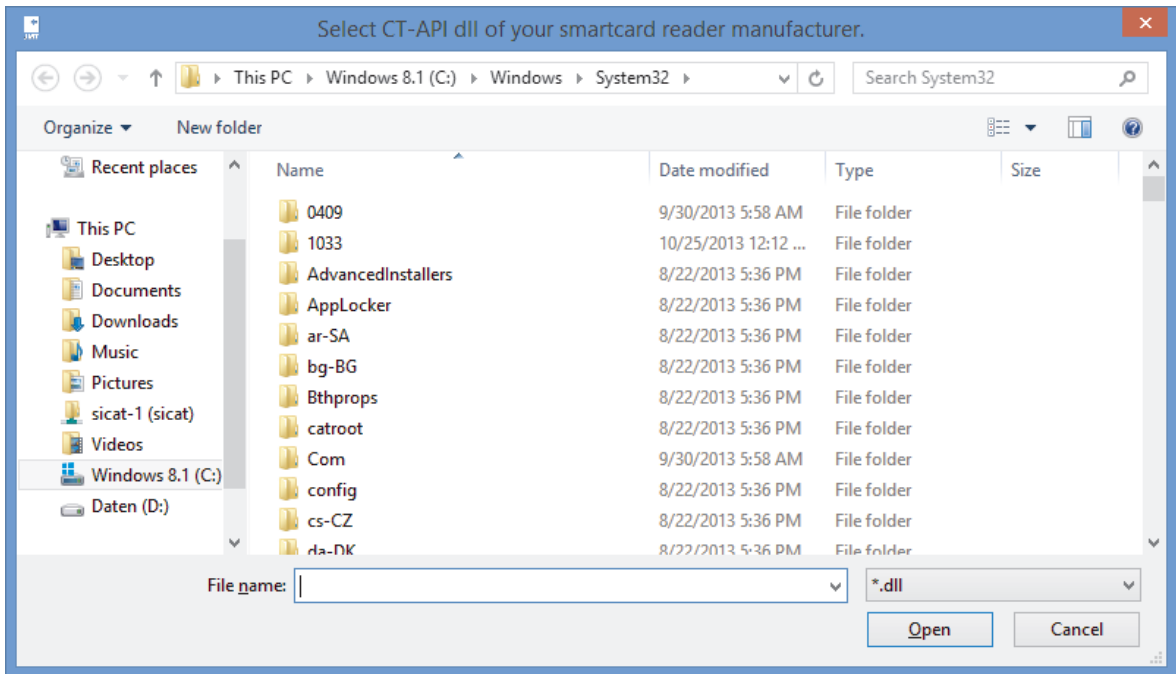 Select CT-API dll of your smartcard reader manufacturer.
This PC Windows 8.1 (C:) Windows System32
Search System32
Organize New folder
Recent places
This PC
Desktop
Documents
Downloads
Music
Pictures
sicat-1 (sicat)
Videos
Windows 8.1 (C:)
Daten (D:)
Name Date modified Type Size
0409 9/30/2013 5:58 AM File folder
1033 10/25/2013 12:12 ... File folder
AdvancedInstallers 8/22/2013 5:36 PM File folder
AppLocker 8/22/2013 5:36 PM File folder
ar-SA 8/22/2013 5:36 PM File folder
bg-BG 8/22/2013 5:36 PM File folder
Bthprops 8/22/2013 5:36 PM File folder
catroot 8/22/2013 5:36 PM File folder
Com 9/30/2013 5:58 AM File folder
config 8/22/2013 5:36 PM File folder
cs-CZ 8/22/2013 5:36 PM File folder
da-DK 8/22/2013 5:36 PM File folder
File name:
*.dll
Open Cancel